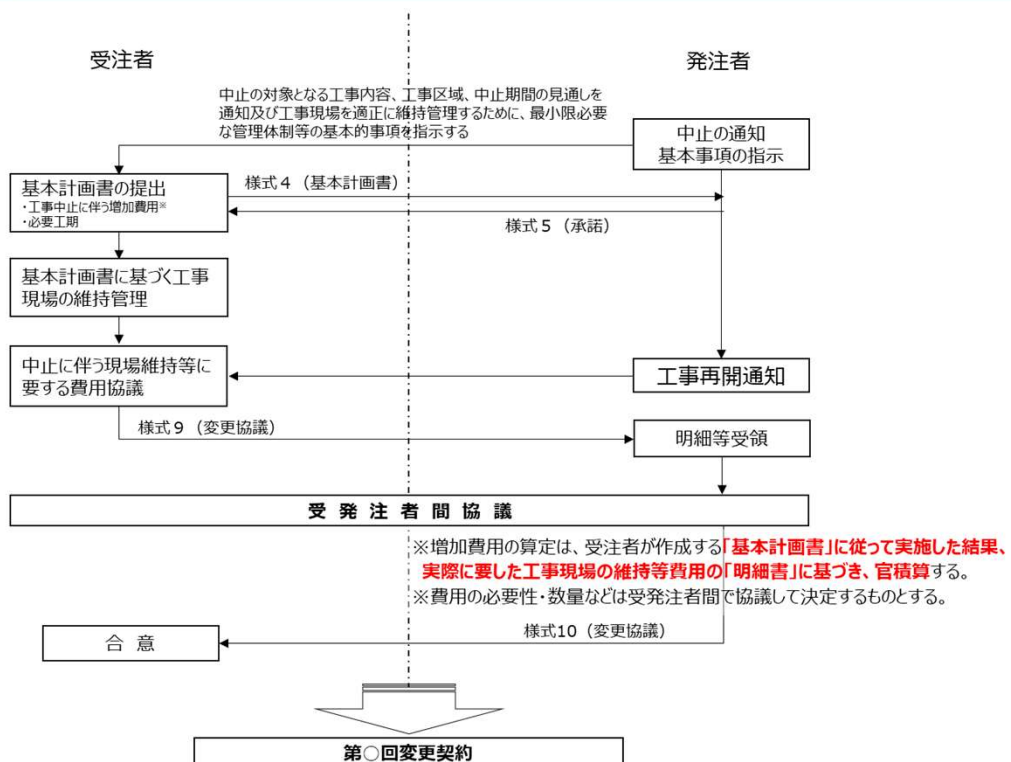 受注者
発注者
中止の対象となる工事内容、工事区域、中止期間の見通しを
通知及び工事現場を適正に維持管理するために、最小限必要
な管理体制等の基本的事項を指示する
中止の通知
基本事項の指示
基本計画書の提出
・工事中止に伴う増加費用※
・必要工期
様式4（基本計画書）
様式5（承諾）
基本計画書に基づく工事
現場の維持管理
中止に伴う現場維持等に
要する費用協議
工事再開通知
様式9（変更協議）
明細等受領
受発注者間協議
※増加費用の算定は、受注者が作成する「基本計画書」に従って実施した結果、
実際に要した工事現場の維持等費用の「明細書」に基づき、官積算する。
※費用の必要性・数量などは受発注者間で協議して決定するものとする。
様式10（変更協議）
合意
第○回変更契約